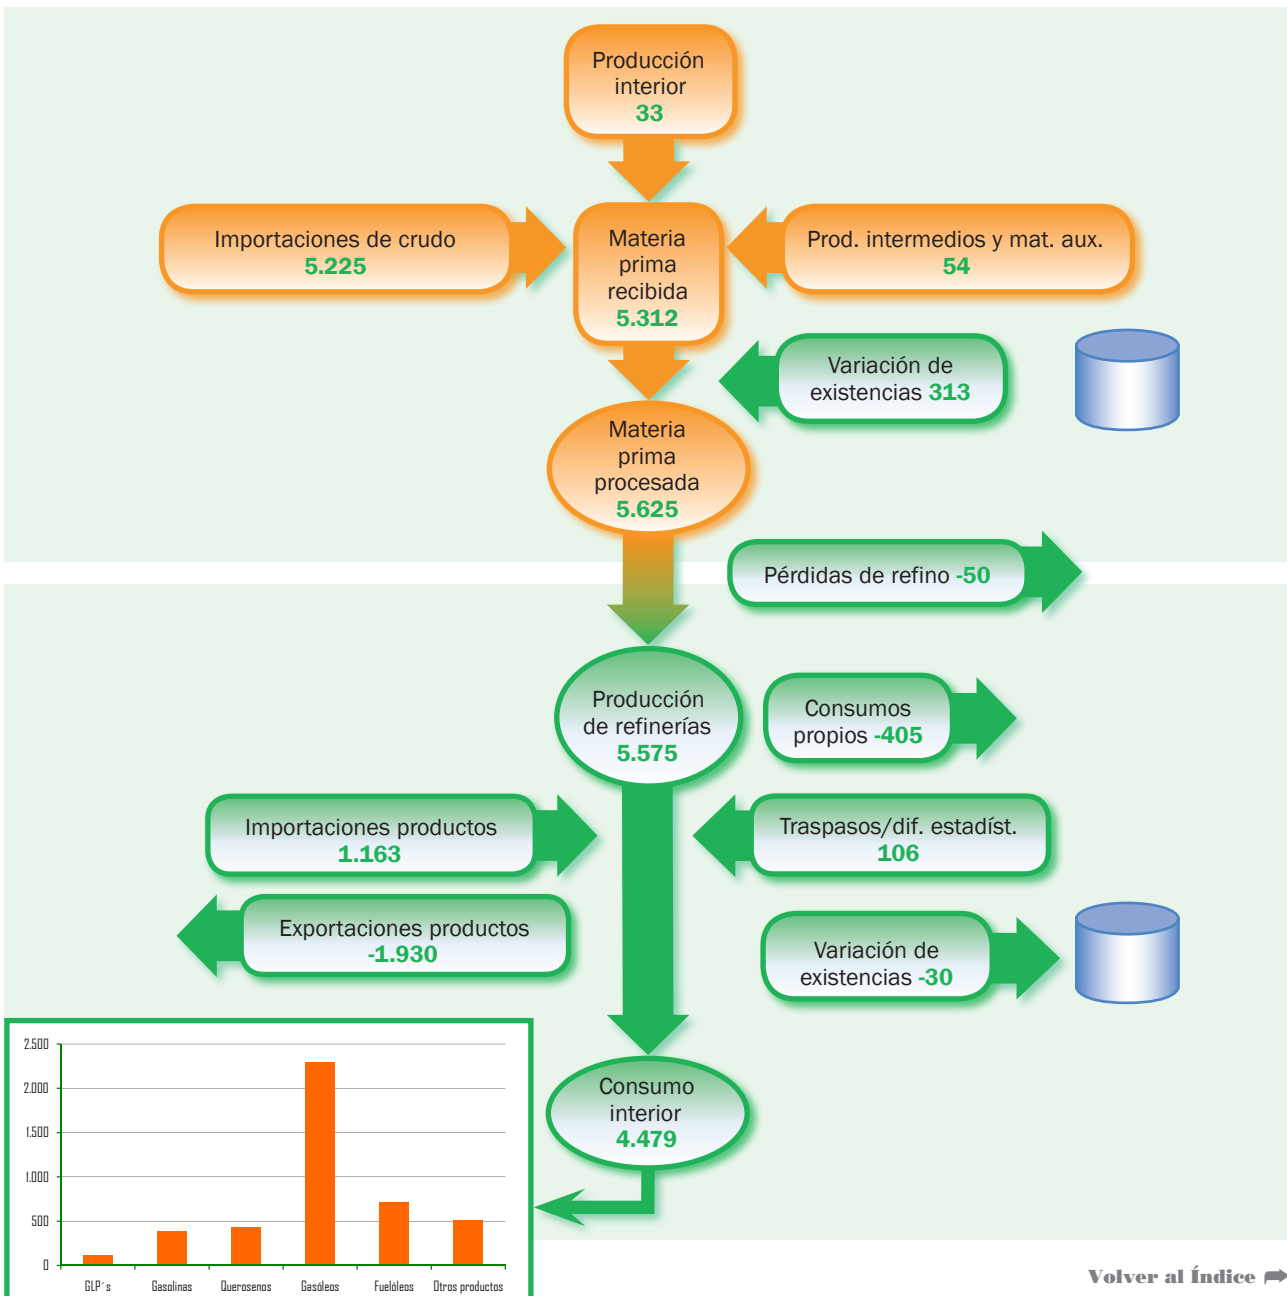 Producción
interior
33
Importaciones de crudo
5.225
Materia
prima
recibida
5.312
Prod. intermedios y mat. aux.
54
Variación de
existencias 313
Materia
prima
procesada
5.625
Pérdidas de refino -50
Producción
de refinerías
5.575
Consumos
propios -405
Importaciones productos
1.163
Traspasos/dif. estadíst.
106
Exportaciones productos
-1.930
Variación de
existencias -30
Consumo
interior
4.479
2.500
2.000
1.500
1.000
500
0
GLP´s Gasolinas Querosenos Gasóleos Fuelóleos Otros productos
Volver al Índice